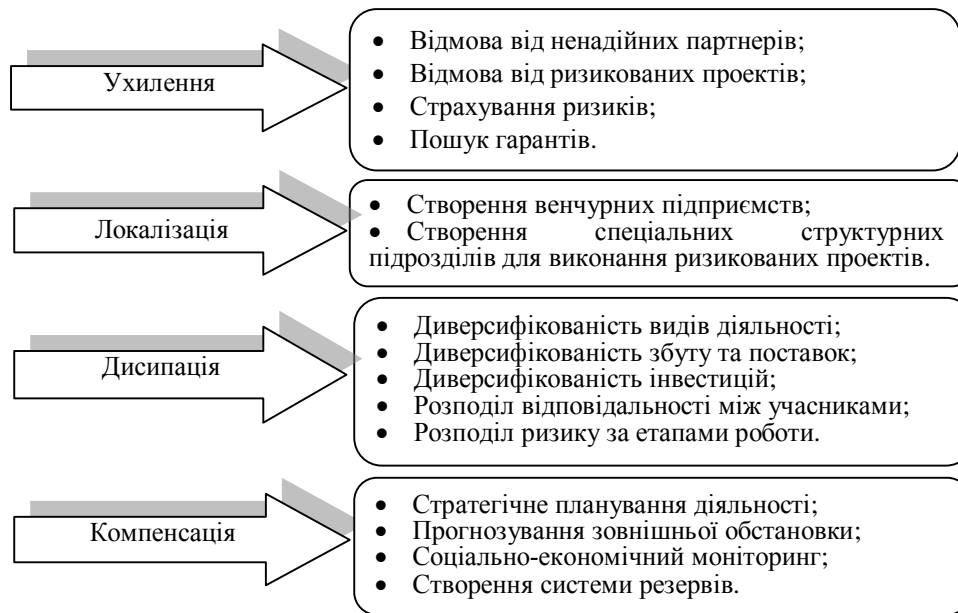 Ухилення
• Відмова від ненадійних партнерів;
• Відмова від ризикованих проектів;
• Страхування ризиків;
• Пошук гарантів.
Локалізація
• Створення венчурних підприємств;
• Створення спеціальних структурних
підрозділів для виконання ризикованих проектів.
Дисипація
• Диверсифікованість видів діяльності;
• Диверсифікованість збуту та поставок;
• Диверсифікованість інвестицій;
• Розподіл відповідальності між учасниками;
• Розподіл ризику за етапами роботи.
Компенсація
• Стратегічне планування діяльності;
• Прогнозування зовнішньої обстановки;
• Соціально-економічний моніторинг;
• Створення системи резервів.